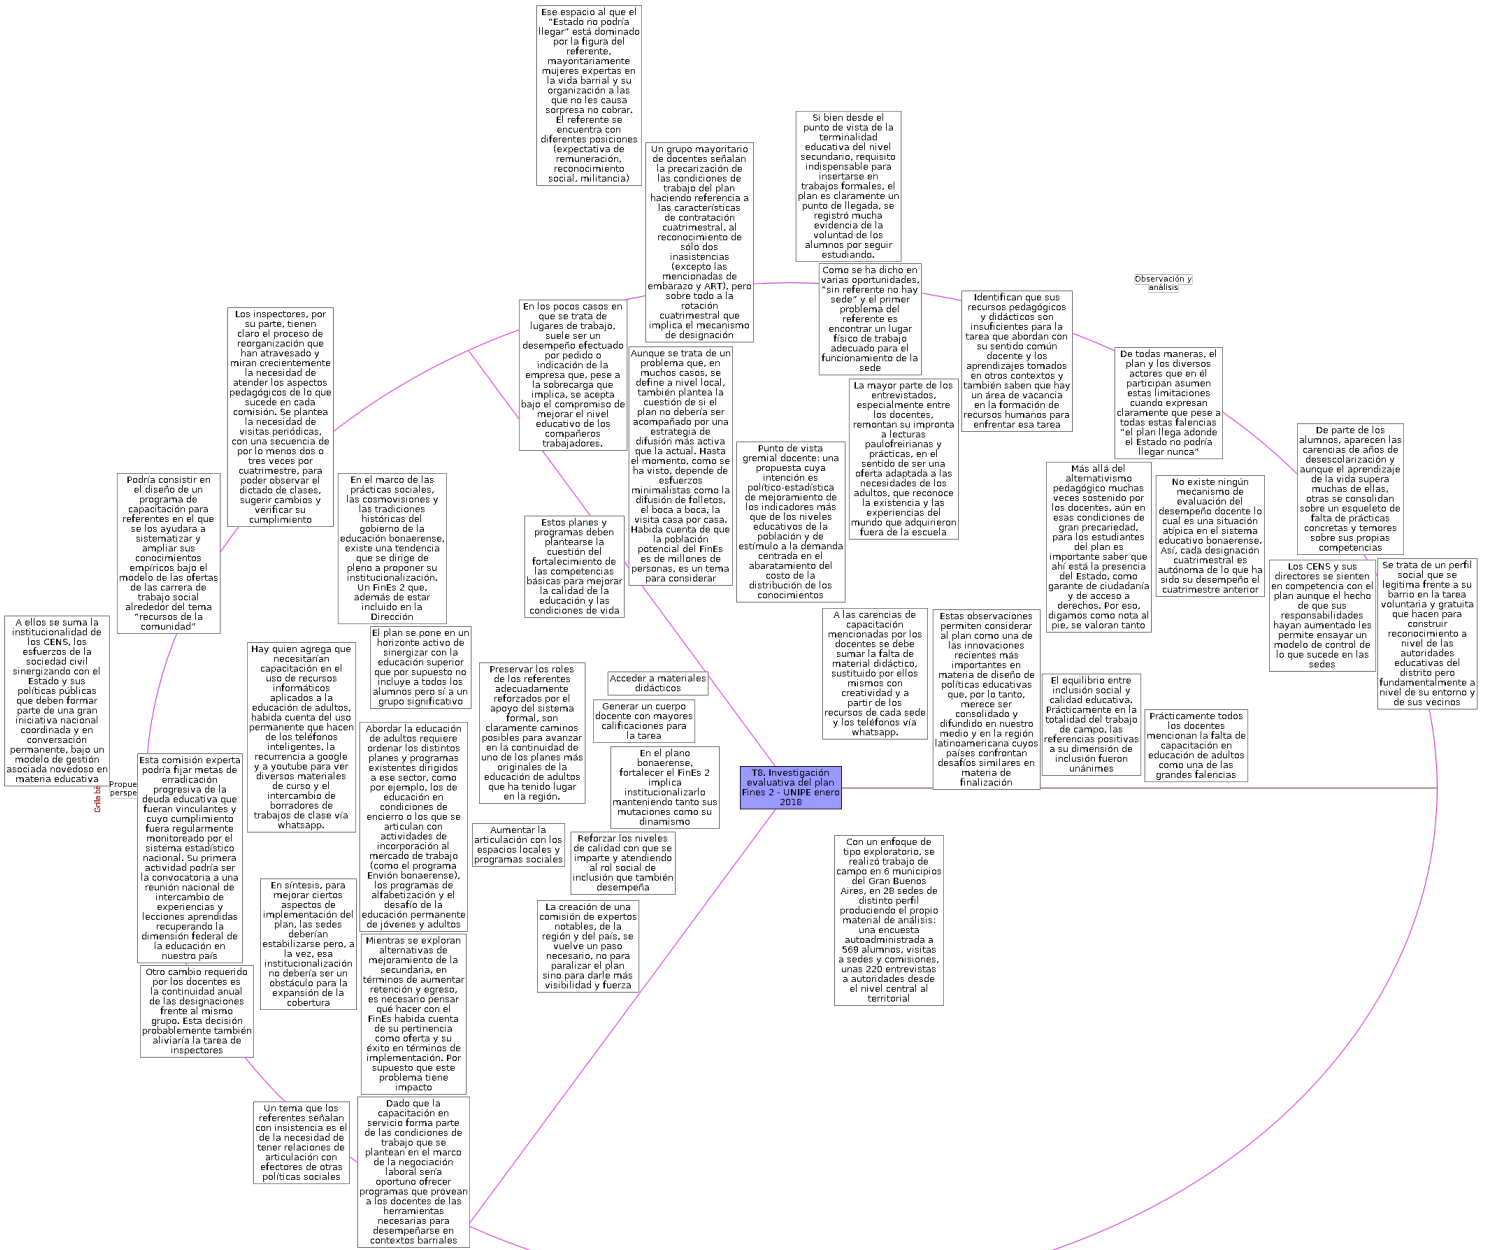 Ese espacio al que el
“Estado no podría
llegar” está dominado
por la figura del
referente,
mayoritariamente
mujeres expertas en
la vida barrial y su
organización a las
que no les causa
sorpresa no cobrar.
El referente se
encuentra con
diferentes posiciones
(expectativa de
remuneración,
reconocimiento
social, militancia)
Si bien desde el
punto de vista de la
terminalidad
educativa del nivel
secundario, requisito
indispensable para
insertarse en
trabajos formales, el
plan es claramente un
punto de llegada, se
registró mucha
evidencia de la
voluntad de los
alumnos por seguir
estudiando.
Un grupo mayoritario
de docentes señalan
la precarización de
las condiciones de
trabajo del plan
haciendo referencia a
las características
de contratación
cuatrimestral, al
reconocimiento de
sólo dos
inasistencias
(excepto las
mencionadas de
embarazo y ART), pero
sobre todo a la
rotación
cuatrimestral que
implica el mecanismo
de designación
Como se ha dicho en
varias oportunidades,
“sin referente no hay
sede” y el primer
problema del
referente es
encontrar un lugar
físico de trabajo
adecuado para el
funcionamiento de la
sede
Observación y
análisis
Identifican que sus
recursos pedagógicos
y didácticos son
insuficientes para la
tarea que abordan con
su sentido común
docente y los
aprendizajes tomados
en otros contextos y
también saben que hay
un área de vacancia
en la formación de
recursos humanos para
enfrentar esa tarea
En los pocos casos en
que se trata de
lugares de trabajo,
suele ser un
desempeño efectuado
por pedido o
indicación de la
empresa que, pese a
la sobrecarga que
implica, se acepta
bajo el compromiso de
mejorar el nivel
educativo de los
compañeros
trabajadores.
Los inspectores, por
su parte, tienen
claro el proceso de
reorganización que
han atravesado y
miran crecientemente
la necesidad de
atender los aspectos
pedagógicos de lo que
sucede en cada
comisión. Se plantea
la necesidad de
visitas periódicas,
con una secuencia de
por lo menos dos o
tres veces por
cuatrimestre, para
poder observar el
dictado de clases,
sugerir cambios y
verificar su
cumplimiento
Aunque se trata de un
problema que, en
muchos casos, se
define a nivel local,
también plantea la
cuestión de si el
plan no debería ser
acompañado por una
estrategia de
difusión más activa
que la actual. Hasta
el momento, como se
ha visto, depende de
esfuerzos
minimalistas como la
difusión de folletos,
el boca a boca, la
visita casa por casa.
Habida cuenta de que
la población
potencial del FinEs
es de millones de
personas, es un tema
para considerar
De todas maneras, el
plan y los diversos
actores que en él
participan asumen
estas limitaciones
cuando expresan
claramente que pese a
todas estas falencias
“el plan llega adonde
el Estado no podría
llegar nunca”
La mayor parte de los
entrevistados,
especialmente entre
los docentes,
remontan su impronta
a lecturas
paulofreirianas y
prácticas, en el
sentido de ser una
oferta adaptada a las
necesidades de los
adultos, que reconoce
la existencia y las
experiencias del
mundo que adquirieron
fuera de la escuela
De parte de los
alumnos, aparecen las
carencias de años de
desescolarización y
aunque el aprendizaje
de la vida supera
muchas de ellas,
otras se consolidan
sobre un esqueleto de
falta de prácticas
concretas y temores
sobre sus propias
competencias
Punto de vista
gremial docente: una
propuesta cuya
intención es
político-estadística
de mejoramiento de
los indicadores más
que de los niveles
educativos de la
población y de
estímulo a la demanda
centrada en el
abaratamiento del
costo de la
distribución de los
conocimientos
Más allá del
alternativismo
pedagógico muchas
veces sostenido por
los docentes, aún en
esas condiciones de
gran precariedad,
para los estudiantes
del plan es
importante saber que
ahí está la presencia
del Estado, como
garante de ciudadanía
y de acceso a
derechos. Por eso,
digamos como nota al
pie, se valoran tanto
No existe ningún
mecanismo de
evaluación del
desempeño docente lo
cual es una situación
atípica en el sistema
educativo bonaerense.
Así, cada designación
cuatrimestral es
autónoma de lo que ha
sido su desempeño el
cuatrimestre anterior
Podría consistir en
el diseño de un
programa de
capacitación para
referentes en el que
se los ayudara a
sistematizar y
ampliar sus
conocimientos
empíricos bajo el
modelo de las ofertas
de las carrera de
trabajo social
alrededor del tema
“recursos de la
comunidad”
En el marco de las
prácticas sociales,
las cosmovisiones y
las tradiciones
históricas del
gobierno de la
educación bonaerense,
existe una tendencia
que se dirige de
pleno a proponer su
institucionalización.
Un FinEs 2 que,
además de estar
incluido en la
Dirección
Estos planes y
programas deben
plantearse la
cuestión del
fortalecimiento de
las competencias
básicas para mejorar
la calidad de la
educación y las
condiciones de vida
Los CENS y sus
directores se sienten
en competencia con el
plan aunque el hecho
de que sus
responsabilidades
hayan aumentado les
permite ensayar un
modelo de control de
lo que sucede en las
sedes
Se trata de un perfil
social que se
legitima frente a su
barrio en la tarea
voluntaria y gratuita
que hacen para
construir
reconocimiento a
nivel de las
autoridades
educativas del
distrito pero
fundamentalmente a
nivel de su entorno y
de sus vecinos
A las carencias de
capacitación
mencionadas por los
docentes se debe
sumar la falta de
material didáctico,
sustituido por ellos
mismos con
creatividad y a
partir de los
recursos de cada sede
y los teléfonos vía
whatsapp.
Estas observaciones
permiten considerar
al plan como una de
las innovaciones
recientes más
importantes en
materia de diseño de
políticas educativas
que, por lo tanto,
merece ser
consolidado y
difundido en nuestro
medio y en la región
latinoamericana cuyos
países confrontan
desafíos similares en
materia de
finalización
A ellos se suma la
institucionalidad de
los CENS, los
esfuerzos de la
sociedad civil
sinergizando con el
Estado y sus
políticas públicas
que deben formar
parte de una gran
iniciativa nacional
coordinada y en
conversación
permanente, bajo un
modelo de gestión
asociada novedoso en
materia educativa
El plan se pone en un
horizonte activo de
sinergizar con la
educación superior
que por supuesto no
incluye a todos los
alumnos pero sí a un
grupo significativo
Hay quien agrega que
necesitarían
capacitación en el
uso de recursos
informáticos
aplicados a la
educación de adultos,
habida cuenta del uso
permanente que hacen
de los teléfonos
inteligentes, la
recurrencia a google
y a youtube para ver
diversos materiales
de curso y el
intercambio de
borradores de
trabajos de clase vía
whatsapp.
Preservar los roles
de los referentes
adecuadamente
reforzados por el
apoyo del sistema
formal, son
claramente caminos
posibles para avanzar
en la continuidad de
uno de los planes más
originales de la
educación de adultos
que ha tenido lugar
en la región.
Acceder a materiales
didácticos
Generar un cuerpo
docente con mayores
calificaciones para
la tarea
El equilibrio entre
inclusión social y
calidad educativa.
Prácticamente en la
totalidad del trabajo
de campo, las
referencias positivas
a su dimensión de
inclusión fueron
unánimes
Prácticamente todos
los docentes
mencionan la falta de
capacitación en
educación de adultos
como una de las
grandes falencias
Abordar la educación
de adultos requiere
ordenar los distintos
planes y programas
existentes dirigidos
a ese sector, como
por ejemplo, los de
educación en
condiciones de
encierro o los que se
articulan con
actividades de
incorporación al
mercado de trabajo
(como el programa
Envión bonaerense),
los programas de
alfabetización y el
desafío de la
educación permanente
de jóvenes y adultos
En el plano
bonaerense,
fortalecer el FinEs 2
implica
institucionalizarlo
manteniendo tanto sus
mutaciones como su
dinamismo
T8. Investigación
evaluativa del plan
Fines 2 - UNIPE enero
2018
Propue
perspe
Esta comisión experta
podría fijar metas de
erradicación
progresiva de la
deuda educativa que
fueran vinculantes y
cuyo cumplimiento
fuera regularmente
monitoreado por el
sistema estadístico
nacional. Su primera
actividad podría ser
la convocatoria a una
reunión nacional de
intercambio de
experiencias y
lecciones aprendidas
recuperando la
dimensión federal de
la educación en
nuestro país
Aumentar la
articulación con los
espacios locales y
programas sociales
Reforzar los niveles
de calidad con que se
imparte y atendiendo
al rol social de
inclusión que también
desempeña
Con un enfoque de
tipo exploratorio, se
realizó trabajo de
campo en 6 municipios
del Gran Buenos
Aires, en 28 sedes de
distinto perfil
produciendo el propio
material de análisis:
una encuesta
autoadministrada a
569 alumnos, visitas
a sedes y comisiones,
unas 220 entrevistas
a autoridades desde
el nivel central al
territorial
En síntesis, para
mejorar ciertos
aspectos de
implementación del
plan, las sedes
deberían
estabilizarse pero, a
la vez, esa
institucionalización
no debería ser un
obstáculo para la
expansión de la
cobertura
La creación de una
comisión de expertos
notables, de la
región y del país, se
vuelve un paso
necesario, no para
paralizar el plan
sino para darle más
visibilidad y fuerza
Mientras se exploran
alternativas de
mejoramiento de la
secundaria, en
términos de aumentar
retención y egreso,
es necesario pensar
qué hacer con el
FinEs habida cuenta
de su pertinencia
como oferta y su
éxito en términos de
implementación. Por
supuesto que este
problema tiene
impacto
Otro cambio requerido
por los docentes es
la continuidad anual
de las designaciones
frente al mismo
grupo. Esta decisión
probablemente también
aliviaría la tarea de
inspectores
Un tema que los
referentes señalan
con insistencia es el
de la necesidad de
tener relaciones de
articulación con
efectores de otras
políticas sociales
Dado que la
capacitación en
servicio forma parte
de las condiciones de
trabajo que se
plantean en el marco
de la negociación
laboral sería
oportuno ofrecer
programas que provean
a los docentes de las
herramientas
necesarias para
desempeñarse en
contextos barriales